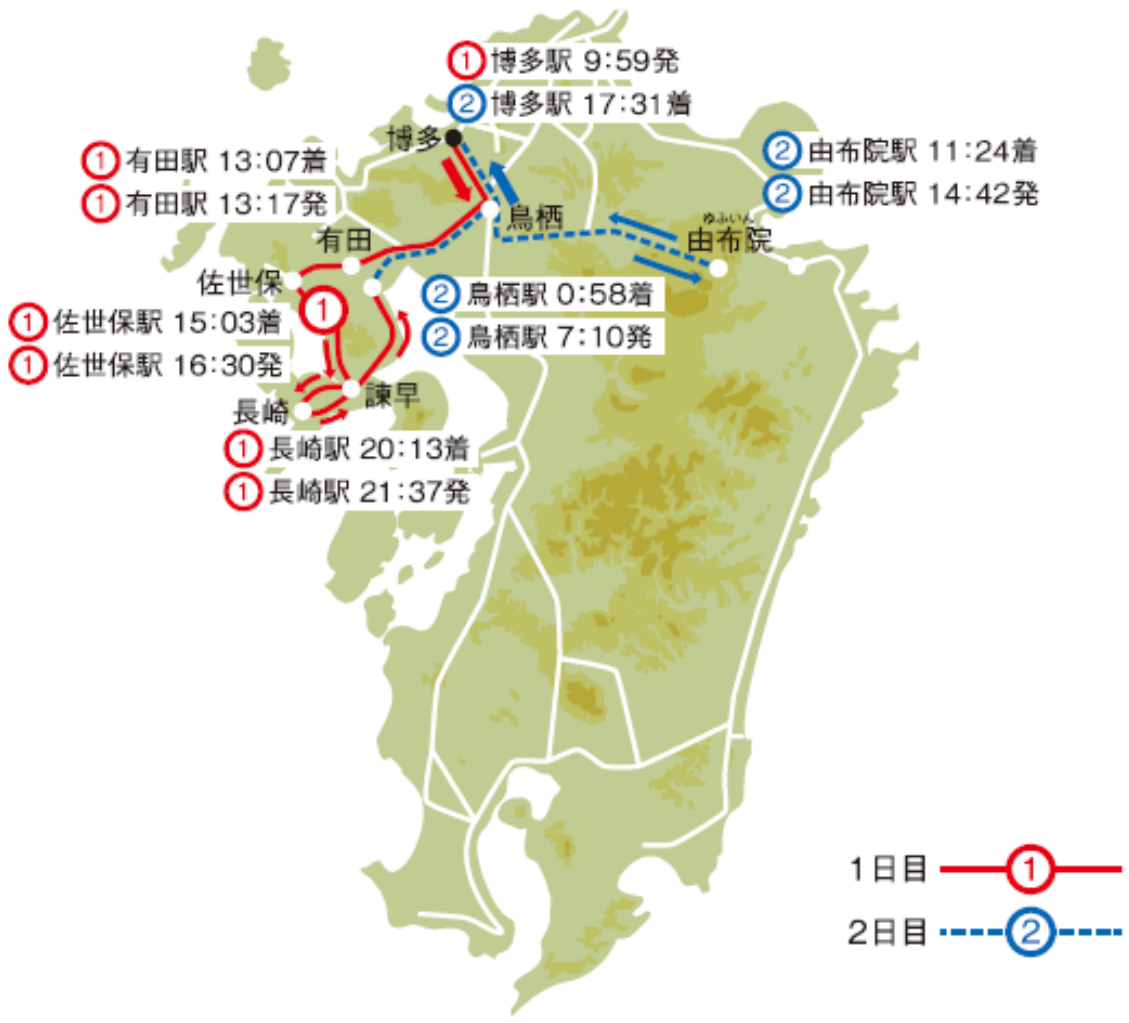 ① 博多駅 9:59発
② 博多駅 17:31着
博多
① 有田駅 13:07着
① 有田駅 13:17発
② 由布院駅 11:24着
② 由布院駅 14:42発
鳥栖
ゆふいん
由布院
有田
佐世保
② 鳥栖駅 0:58着
② 鳥栖駅 7:10発
①
① 佐世保駅 15:03着
① 佐世保駅 16:30発
諫早
長崎
① 長崎駅 20:13着
① 長崎駅 21:37発
1日目 ①
2日目 ②